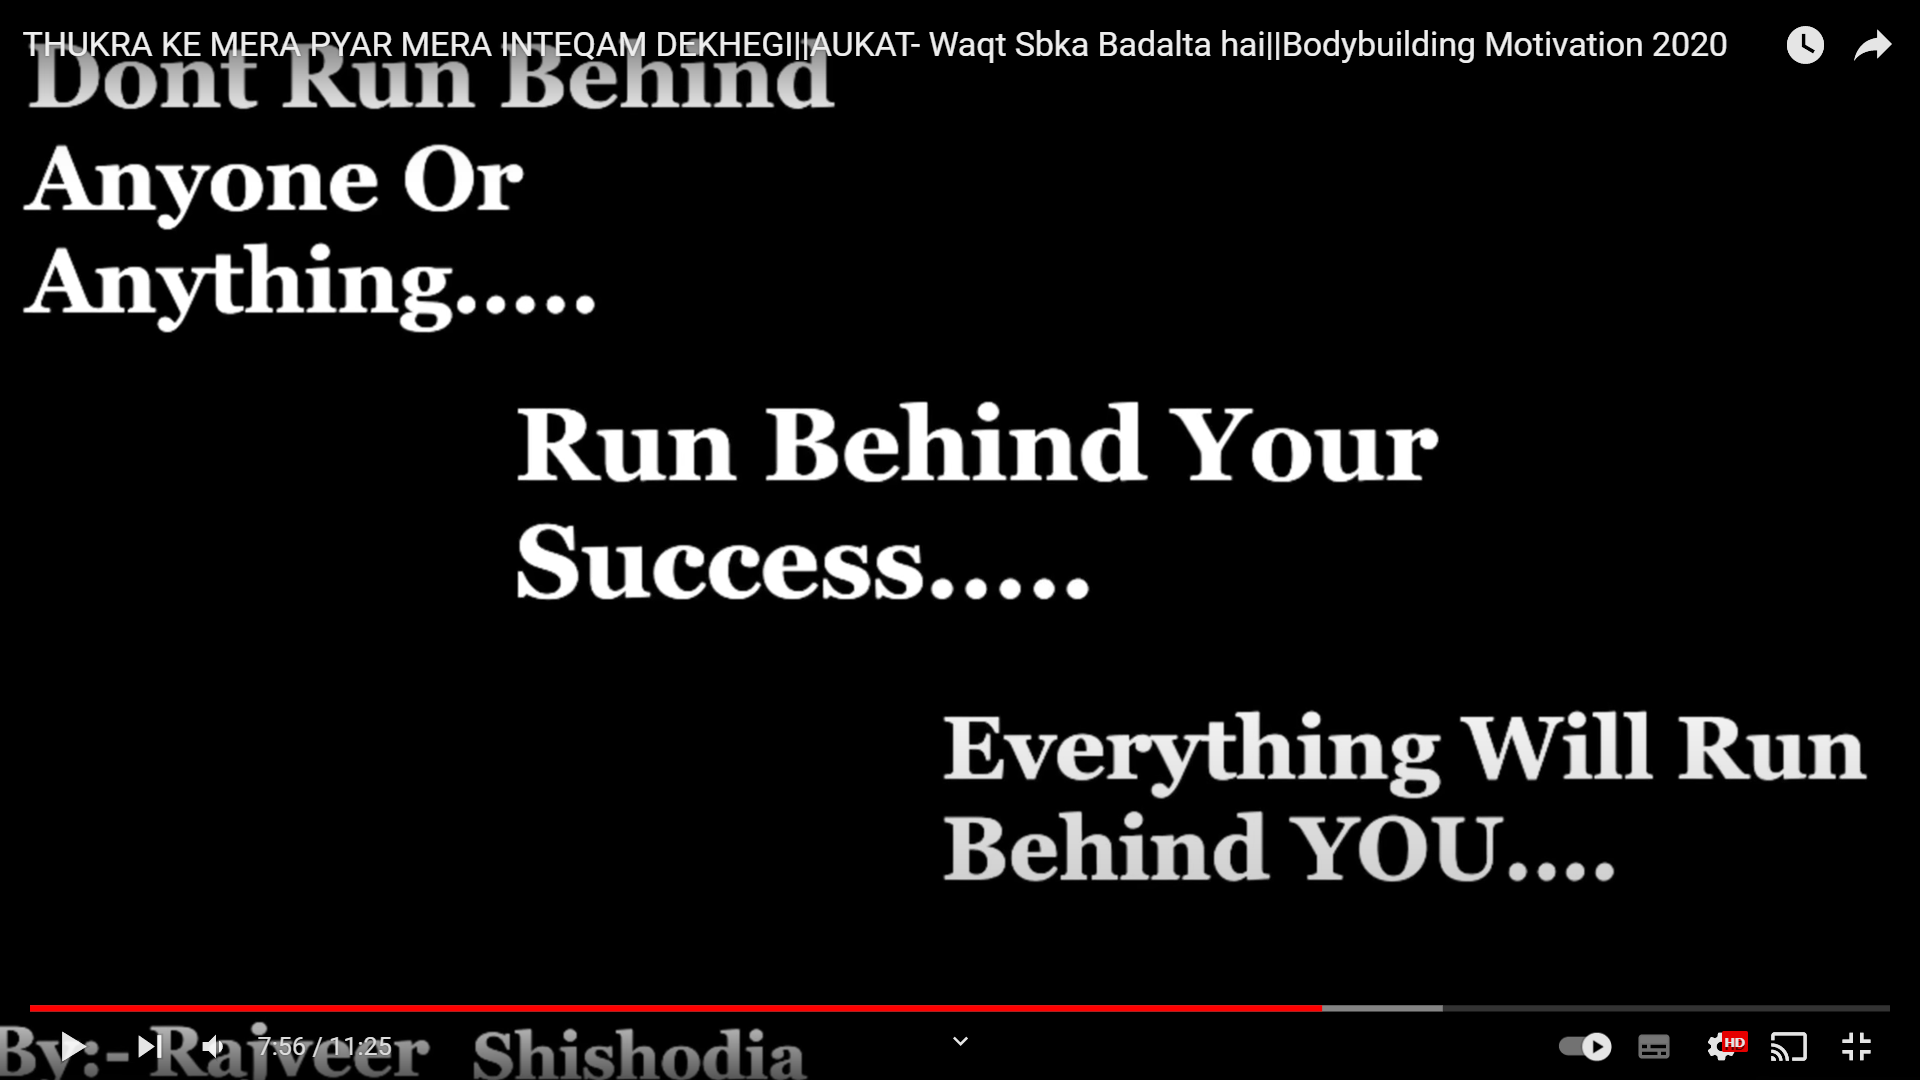 THUKRA KE MERA PYAR MERA INTEQAM DEKHEGI||AUKAT- Waqt Sbka Badalta hai||Bodybuilding Motivation 2020
Dont Run Behind
Anyone Or
Anything.....
Run Behind Your
Success.....
Everything Will Run
Behind YOU....
By:- Rajveer Shishodia
7:56 / 11:25
HD